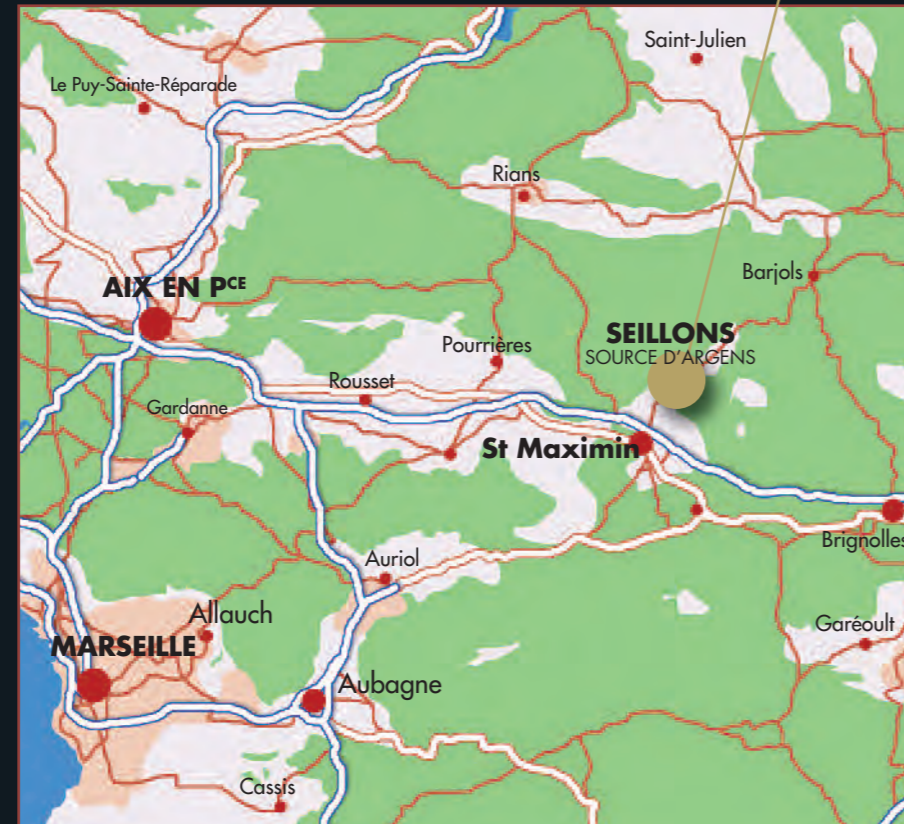 Saint-Julien
Le Puy-Sainte-Réparade
Rians
Barjols
AIX EN PCE
SEILLONS
SOURCE D'ARGENS
Pourrières
Rousset
Gardanne
St Maximin
Brignolles
Auriol
Allauch
Garéoult
MARSEILLE
Aubagne
Cassis